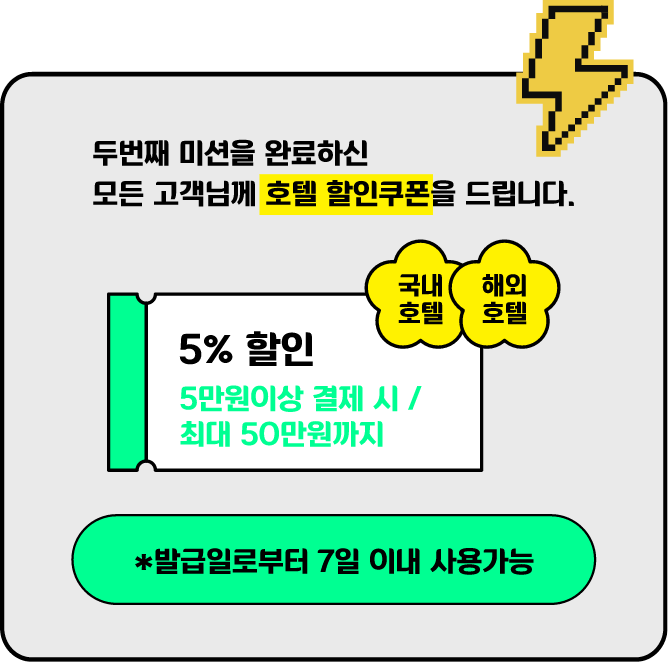 두번째 미션을 완료하신
모든 고객님께 호텔 할인쿠폰을 드립니다.
국내
호텔
해외
호텔
5% 할인
5만원이상 결제 시 /
최대 50만원까지
*발급일로부터 7일 이내 사용가능